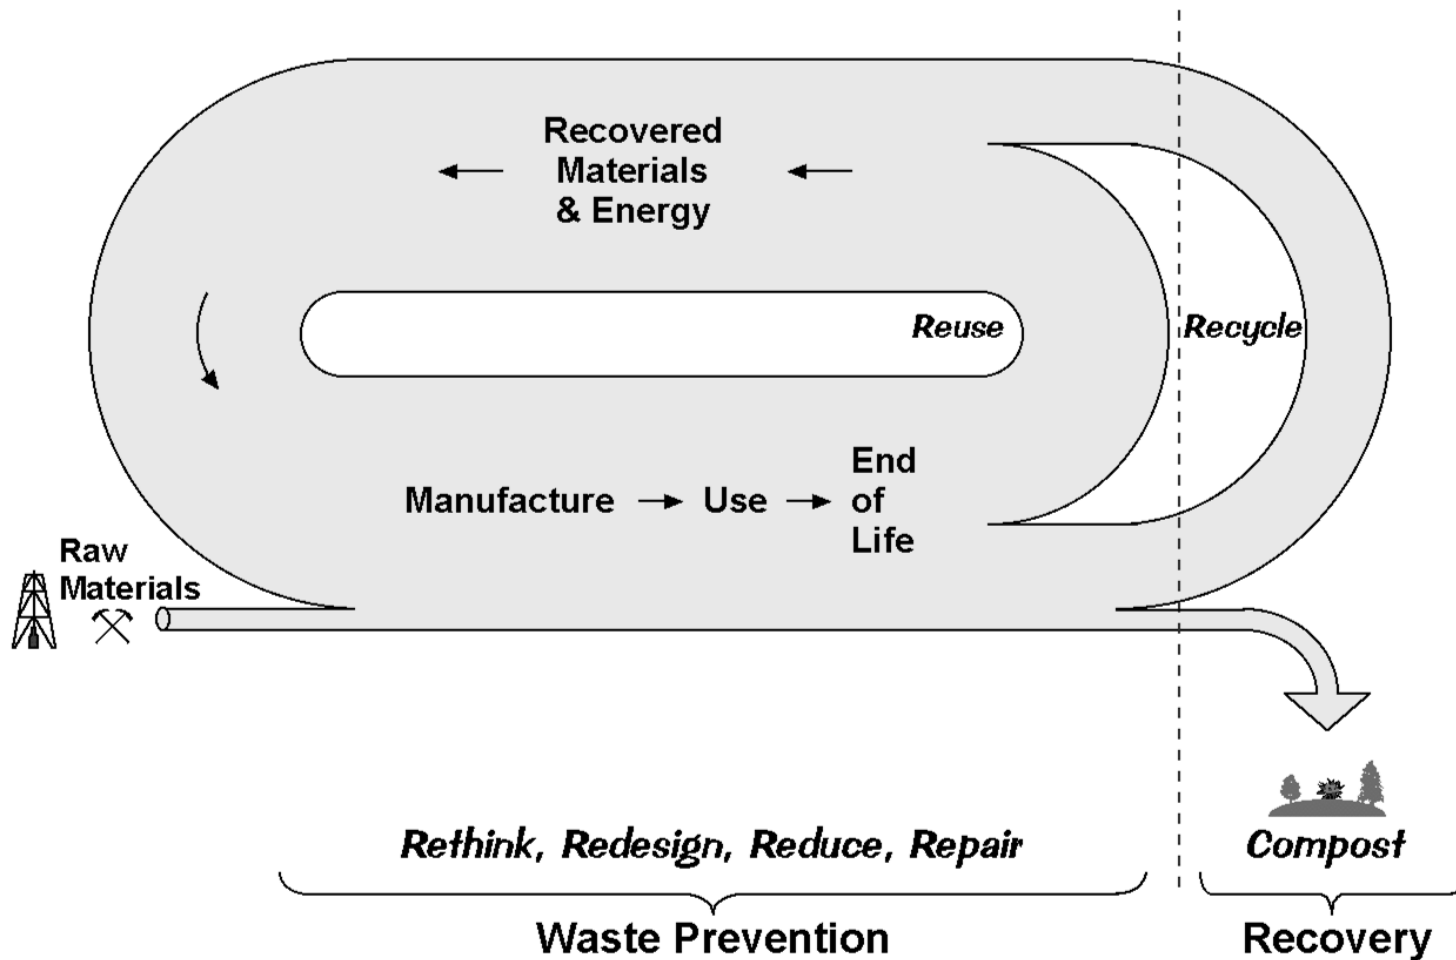 Recovered
Materials
& Energy
Reuse
Recycle
Manufacture
Use
End
of
Life
Raw
Materials
Rethink, Redesign, Reduce, Repair
Compost
Waste Prevention
Recovery